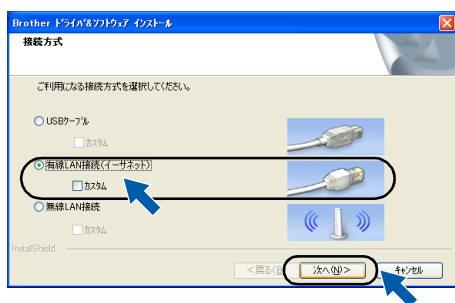 Brother ﾄﾞﾗｲﾊﾞ&ｿﾌﾄｳｪｱ ｲﾝｽﾄｰﾙ
接続方式
ご利用になる接続方式を選択してください。
USBｹｰﾌﾞﾙ
ｶｽﾀﾑ
有線LAN接続(ｲｰｻﾈｯﾄ)
ｶｽﾀﾑ
無線LAN接続
ｶｽﾀﾑ
InstallShield
<戻る(B) 次へ(N)> ｷｬﾝｾﾙ